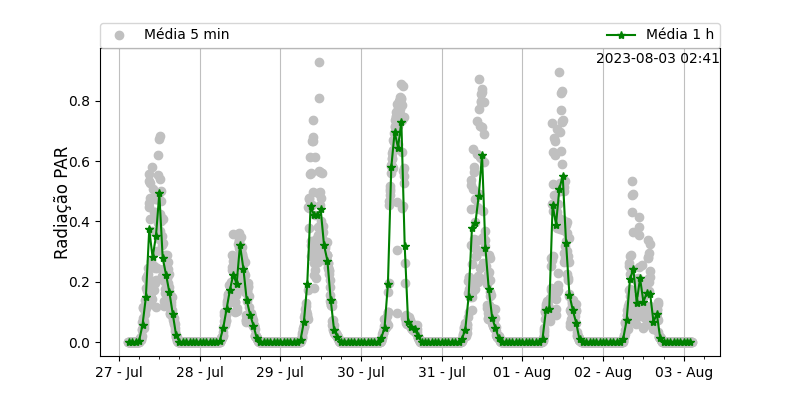 Média 5 min
Média 1 h
2023-08-03 02:41
Radiação PAR
0.8
0.6
0.4
0.2
0.0
27 - Jul
28 - Jul
29 - Jul
30 - Jul
31 - Jul
01 - Aug
02 - Aug
03 - Aug